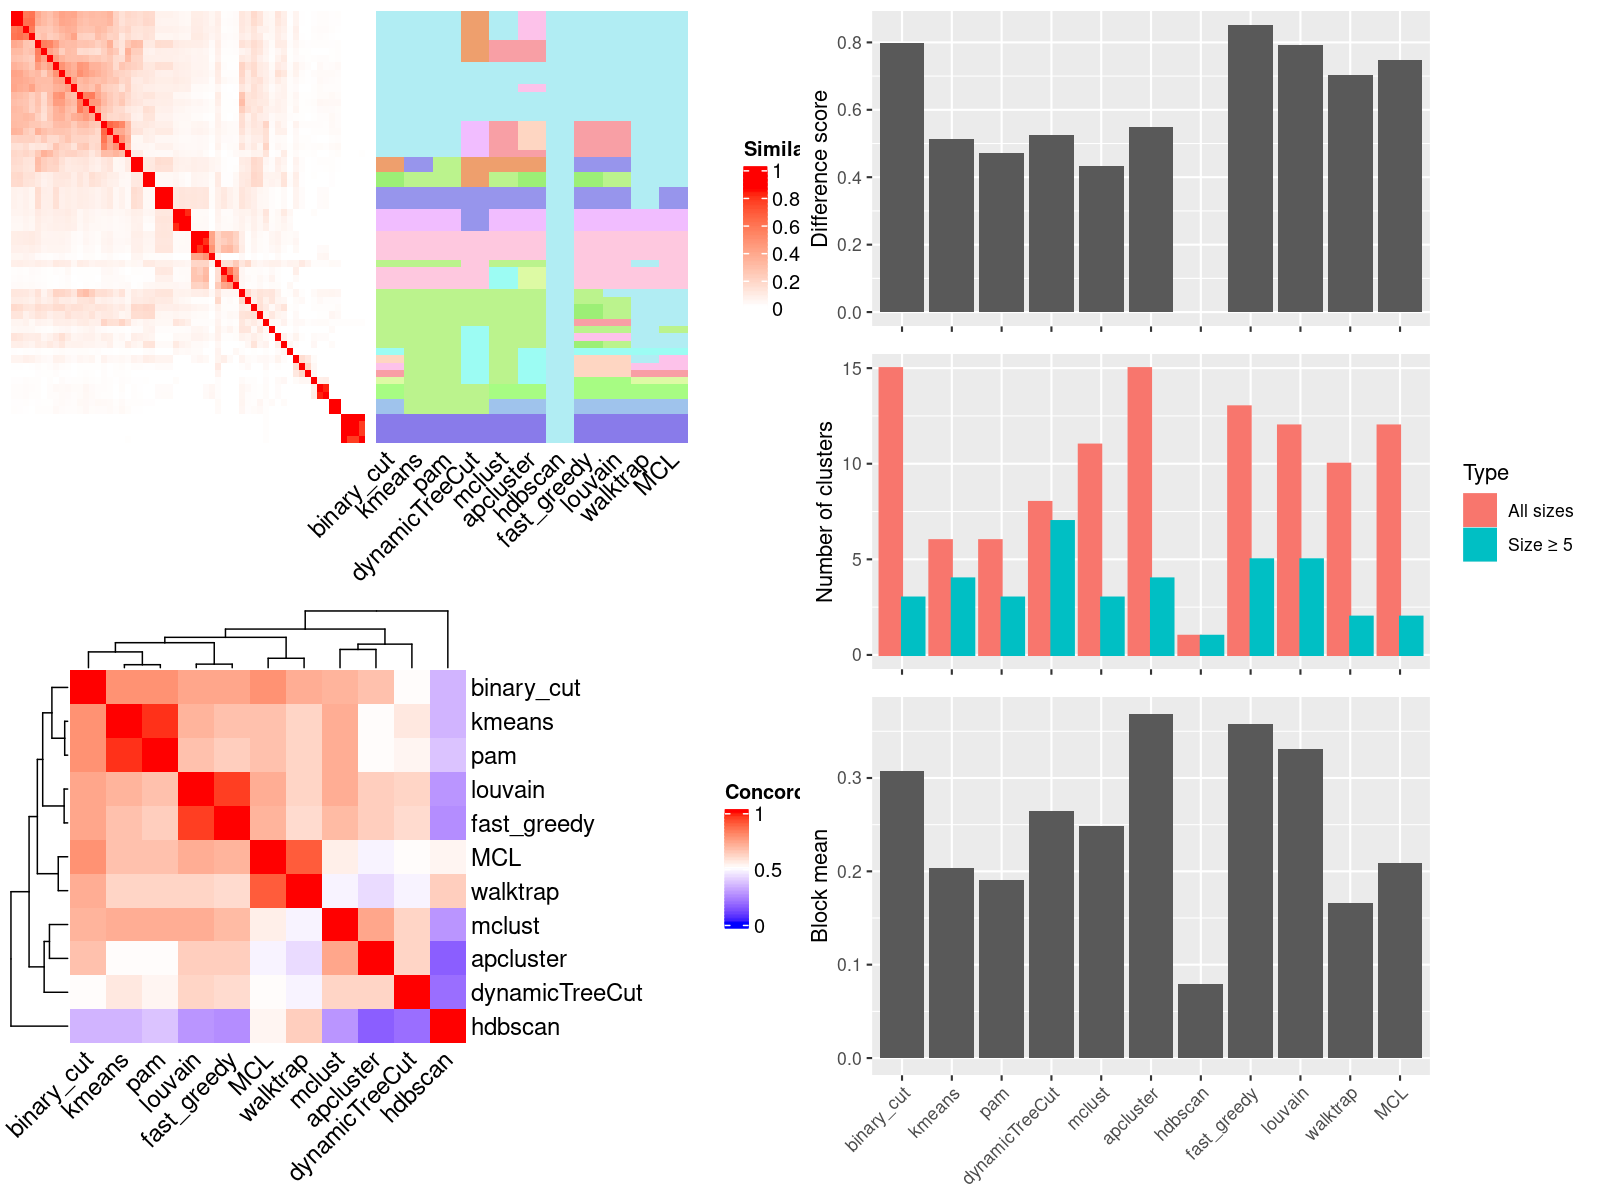 Simila
1
0.8
0.6
0.4
0.2
0
binary_cut
kmeans
pam
dynamicTreeCut
mclust
apcluster
hdbscan
fast_greedy
louvain
walktrap
MCL
Difference score
0.8
0.6
0.4
0.2
0.0
Number of clusters
15
10
5
0
Type
All sizes
Size ≥ 5
binary_cut
kmeans
pam
louvain
fast_greedy
MCL
walktrap
mclust
apcluster
dynamicTreeCut
hdbscan
binary_cut
kmeans
pam
louvain
fast_greedy
MCL
walktrap
mclust
apcluster
dynamicTreeCut
hdbscan
Concord
1
0.5
0
Block mean
0.3
0.2
0.1
0.0
binary_cut
kmeans
pam
dynamicTreeCut
mclust
apcluster
hdbscan
fast_greedy
louvain
walktrap
MCL